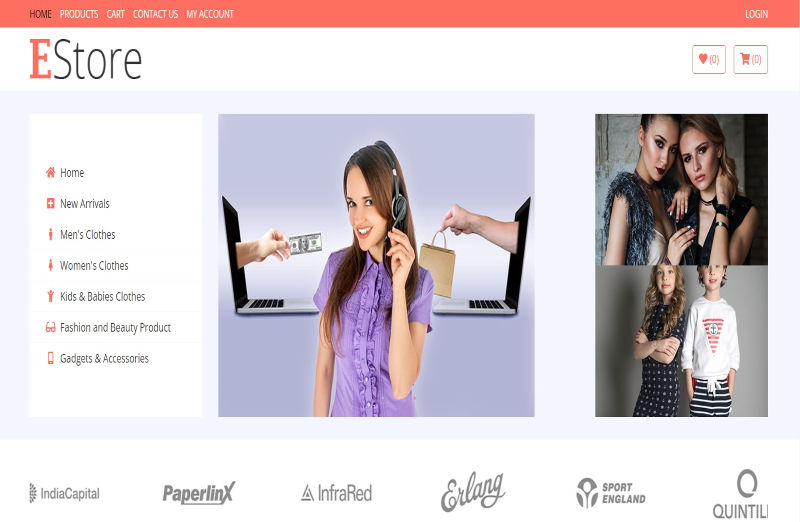 HOME PRODUCTS CART CONTACT US MY ACCOUNT LOGIN
EStore
(0) (0)
Home
New Arrivals
Men's Clothes
Women's Clothes
Kids & Babies Clothes
Fashion and Beauty Product
Gadgets & Accessories
IndiaCapital PaperlinX InfraRed Erlang SPORT ENGLAND QUINTILI